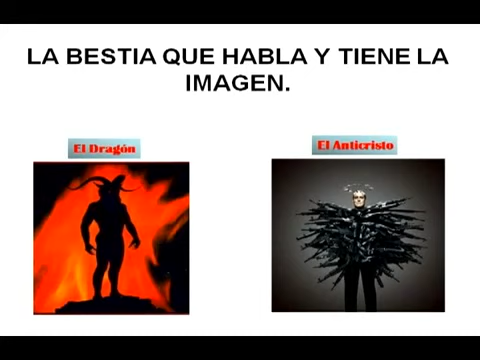 LA BESTIA QUE HABLA Y TIENE LA
IMAGEN.
El Dragón
El Anticristo